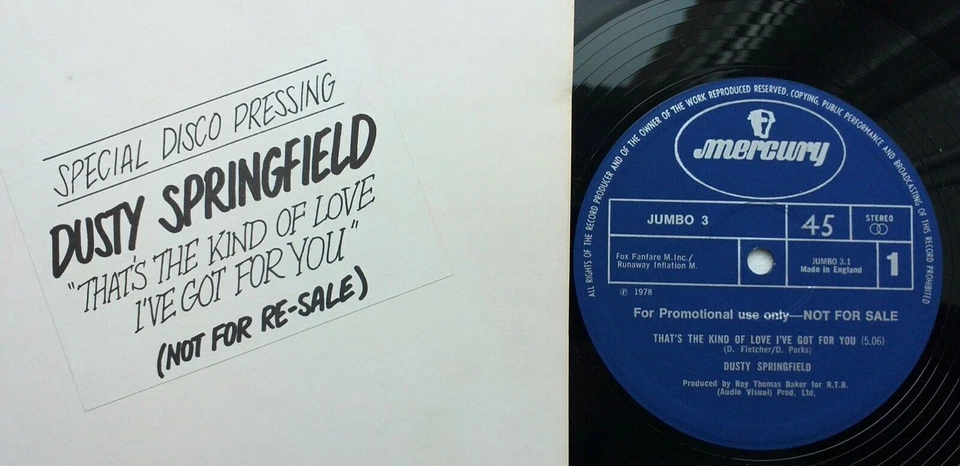 SPECIAL DISCO PRESSING
DUSTY SPRINGFIELD
"THAT'S THE KIND OF LOVE
I'VE GOT FOR YOU"
(NOT FOR RE-SALE)
ALL RIGHTS OF THE RECORD PRODUCER AND OF THE OWNER OF THE WORK REPRODUCED RESERVED. COPYING, PUBLIC PERFORMANCE AND BROADCASTING OF THIS RECORD PROHIBITED
mercury
JUMBO 3
45
STEREO
Fox Fanfare M.Inc./
Runaway Inflation M.
JUMBO 3.1
Made in England
1
℗ 1978
For Promotional use only—NOT FOR SALE
THAT'S THE KIND OF LOVE I'VE GOT FOR YOU (5.06)
(D. Fletcher/D. Parks)
DUSTY SPRINGFIELD
Produced by Roy Thomas Baker for R.T.B.
(Audio Visual) Prod. Ltd.